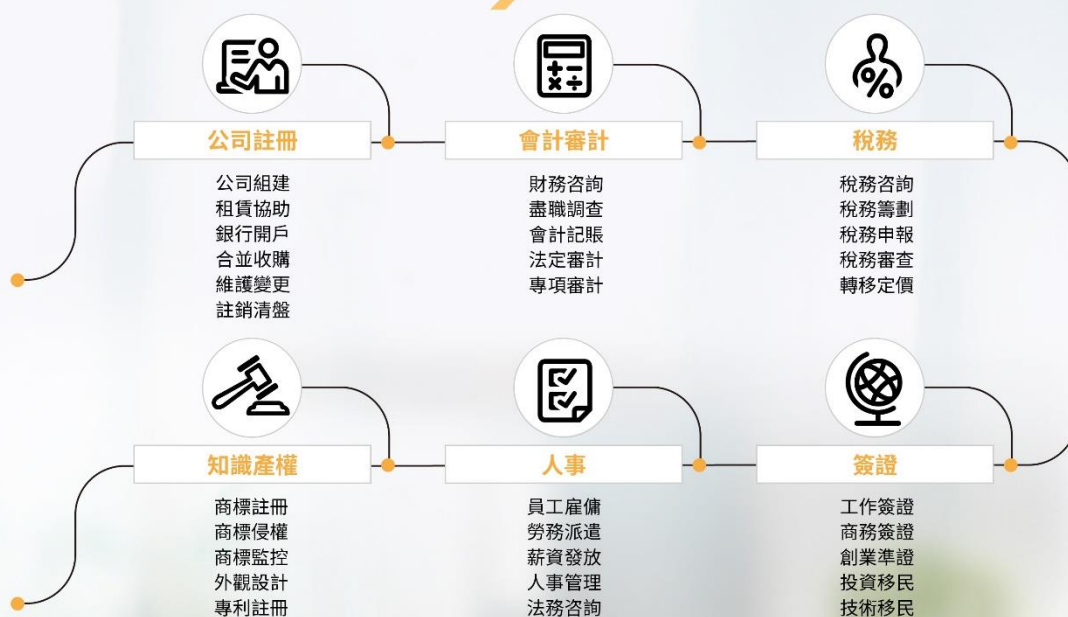 公司註冊
公司組建
租賃協助
銀行開戶
合並收購
維護變更
註銷清盤
會計審計
財務咨詢
盡職調查
會計記賬
法定審計
專項審計
稅務
稅務咨詢
稅務籌劃
稅務申報
稅務審查
轉移定價
知識產權
商標註冊
商標侵權
商標監控
外觀設計
專利註冊
人事
員工雇傭
勞務派遣
薪資發放
人事管理
法務咨詢
簽證
工作簽證
商務簽證
創業準證
投資移民
技術移民